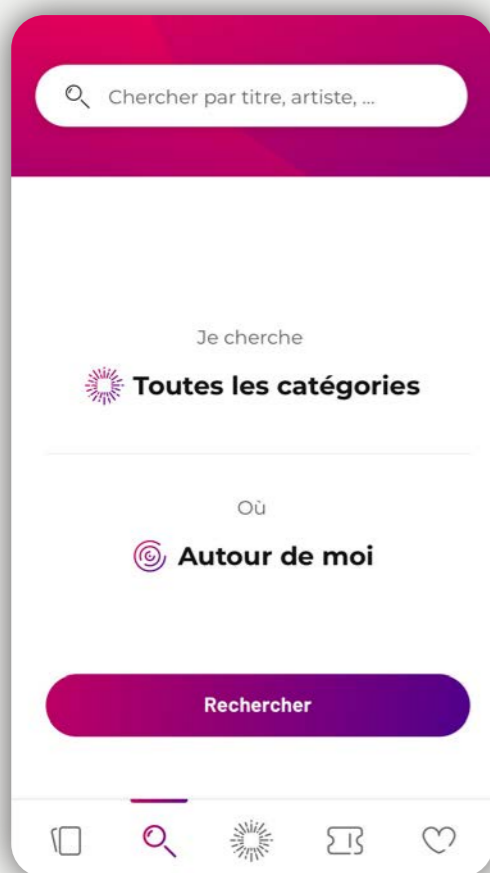 Chercher par titre, artiste, ...
Je cherche
Toutes les catégories
Où
Autour de moi
Rechercher